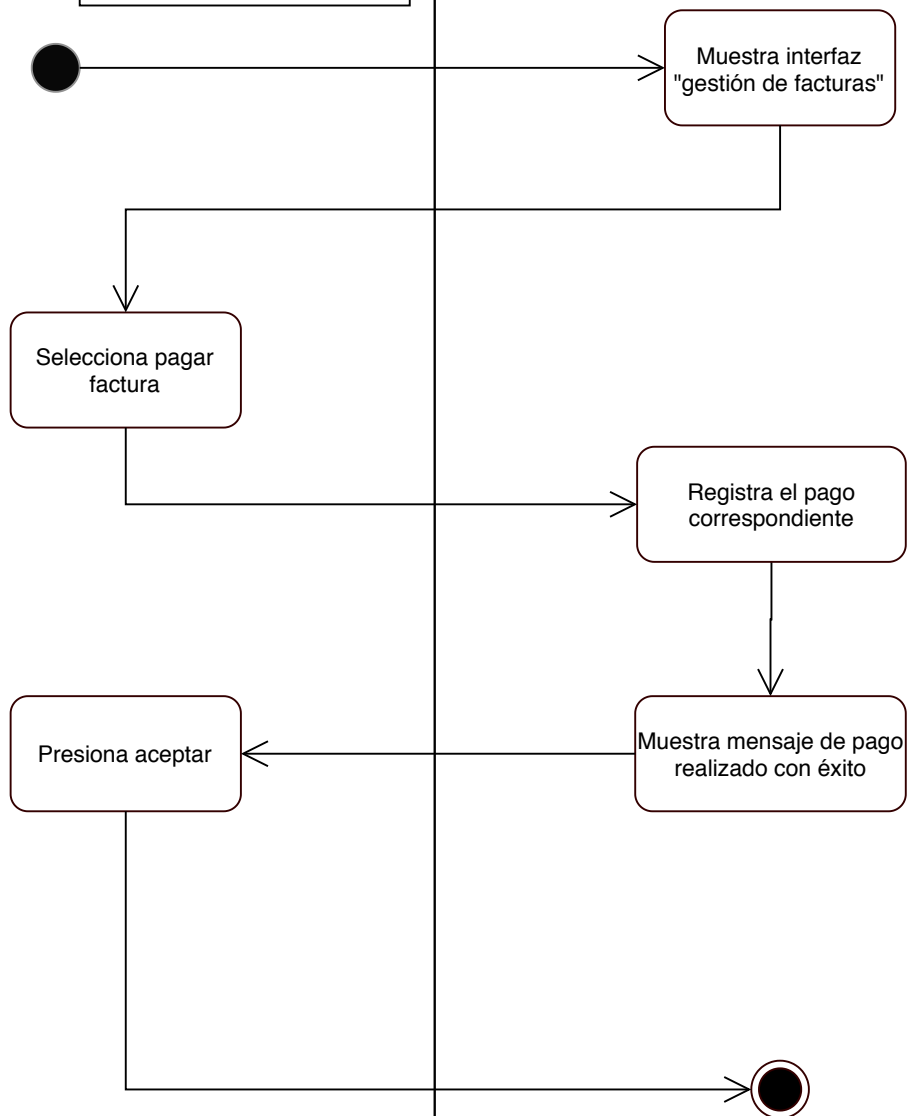 Muestra interfaz
"gestión de facturas"
Selecciona pagar
factura
Registra el pago
correspondiente
Muestra mensaje de pago
realizado con éxito
Presiona aceptar